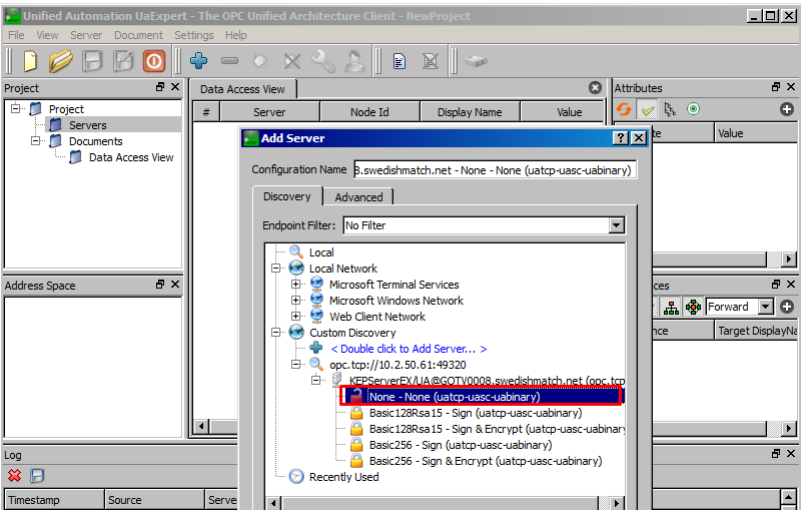 Unified Automation UaExpert - The OPC Unified Architecture Client - NewProject
File View Server Document Settings Help
Project
Data Access View
Attributes
# Server Node Id Display Name Value
Value
Project
Servers
Documents
Data Access View
Add Server
Configuration Name .swedishmatch.net - None - None (uatcp-uasc-uabinary)
Discovery Advanced
Endpoint Filter: No Filter
Local
Local Network
Microsoft Terminal Services
Microsoft Windows Network
Web Client Network
Custom Discovery
< Double click to Add Server... >
opc.tcp://10.2.50.61:49320
KEPServerEX/UA@GOTV0008.swedishmatch.net (opc.tcp
None - None (uatcp-uasc-uabinary)
Basic128Rsa15 - Sign (uatcp-uasc-uabinary)
Basic128Rsa15 - Sign & Encrypt (uatcp-uasc-uabinary
Basic256 - Sign (uatcp-uasc-uabinary)
Basic256 - Sign & Encrypt (uatcp-uasc-uabinary)
Recently Used
Address Space
ces
Forward
nce Target DisplayNa
Log
Timestamp Source Serve